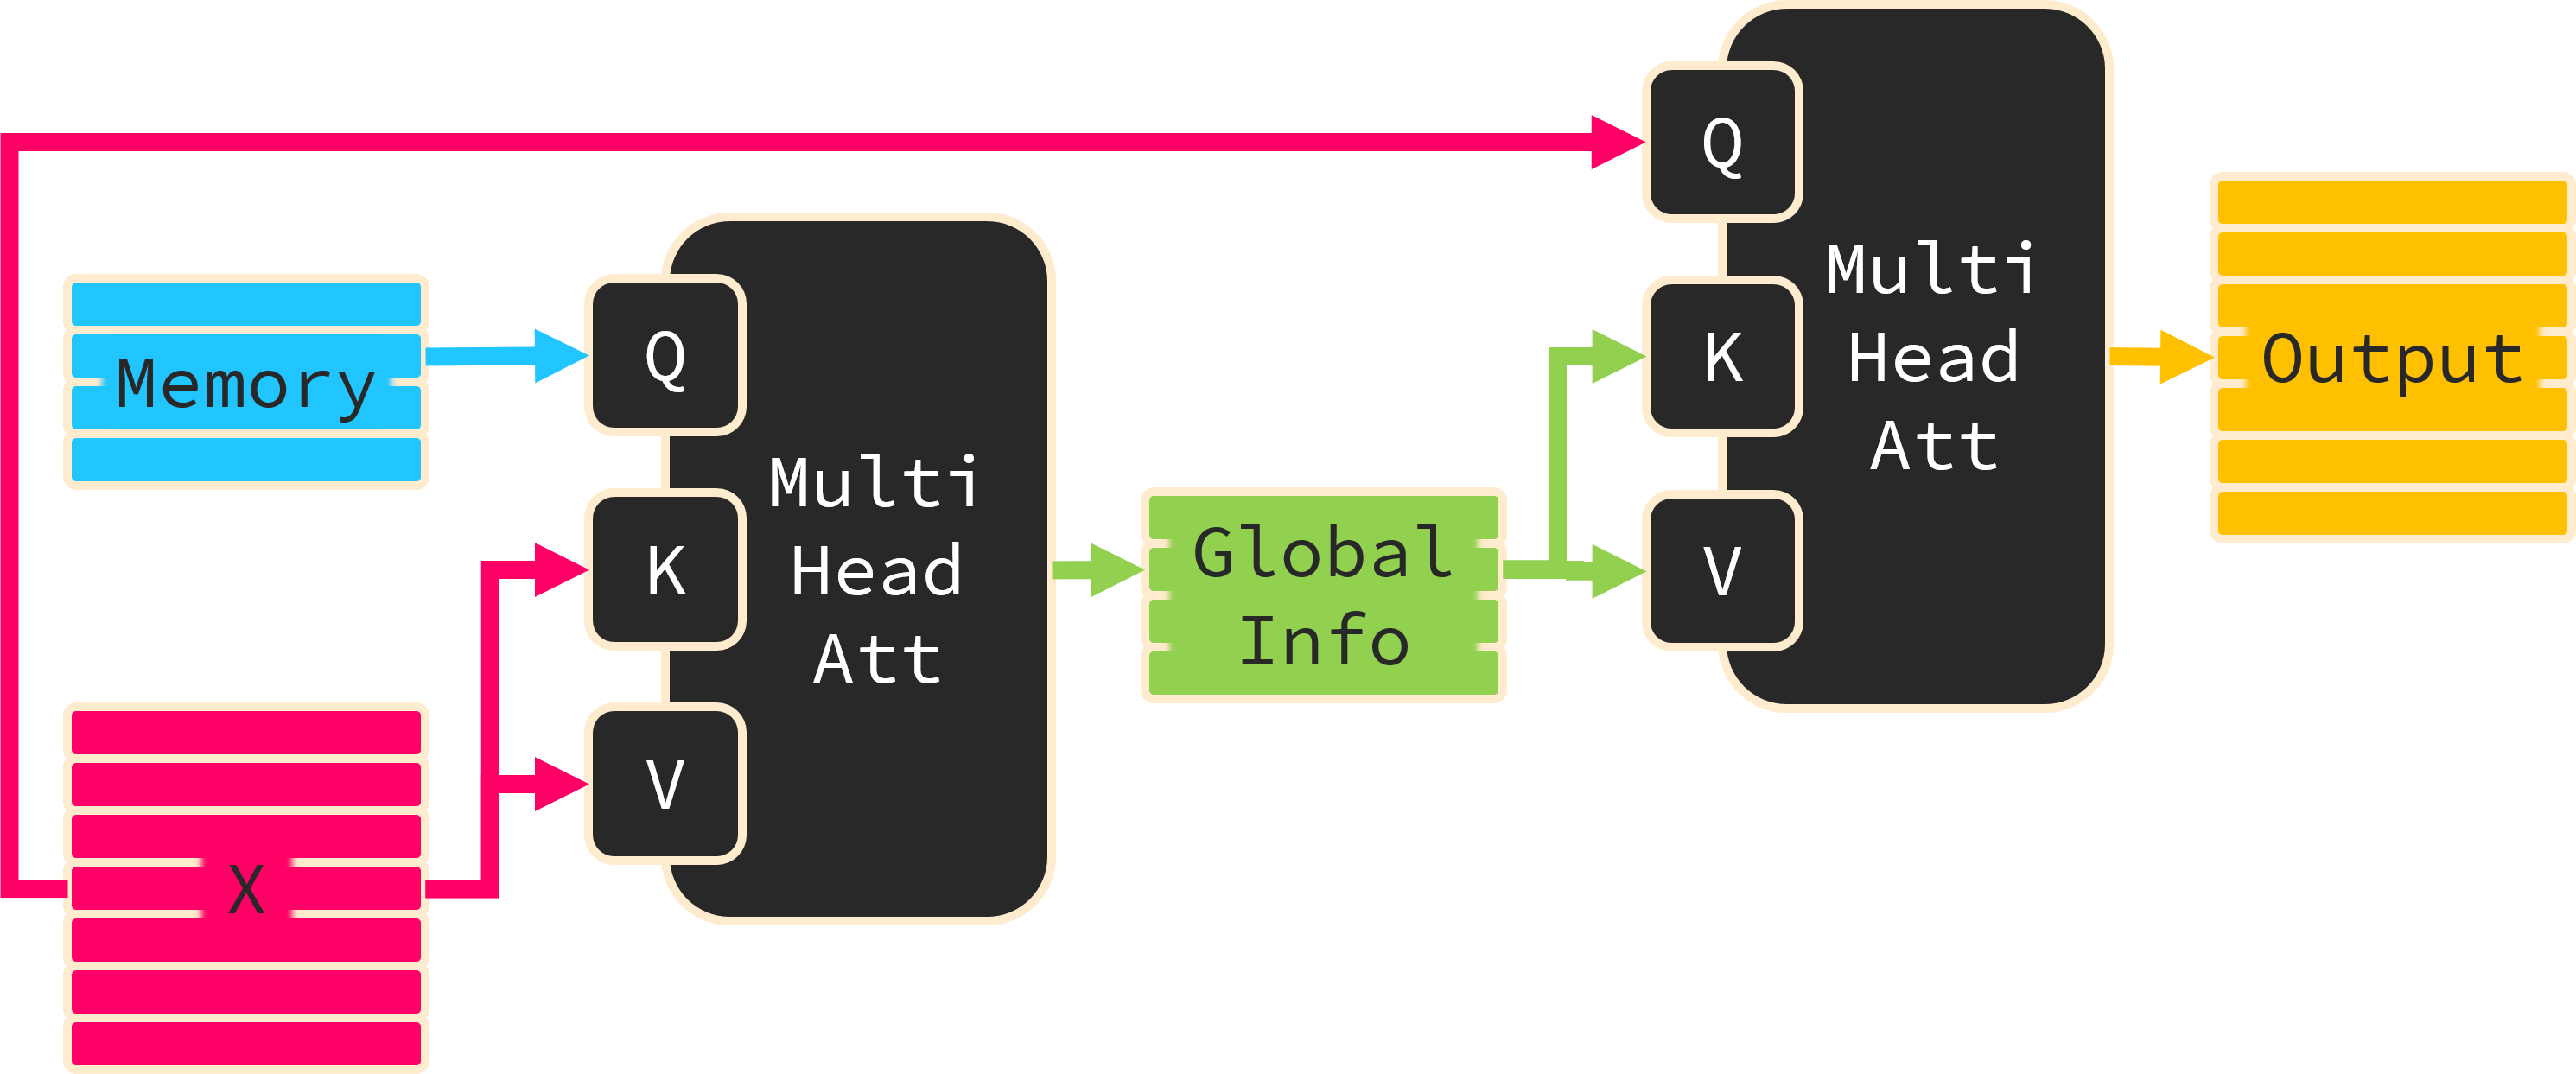 Memory
X
Q
K
V
Multi
Head
Att
Global
Info
Q
K
V
Multi
Head
Att
Output